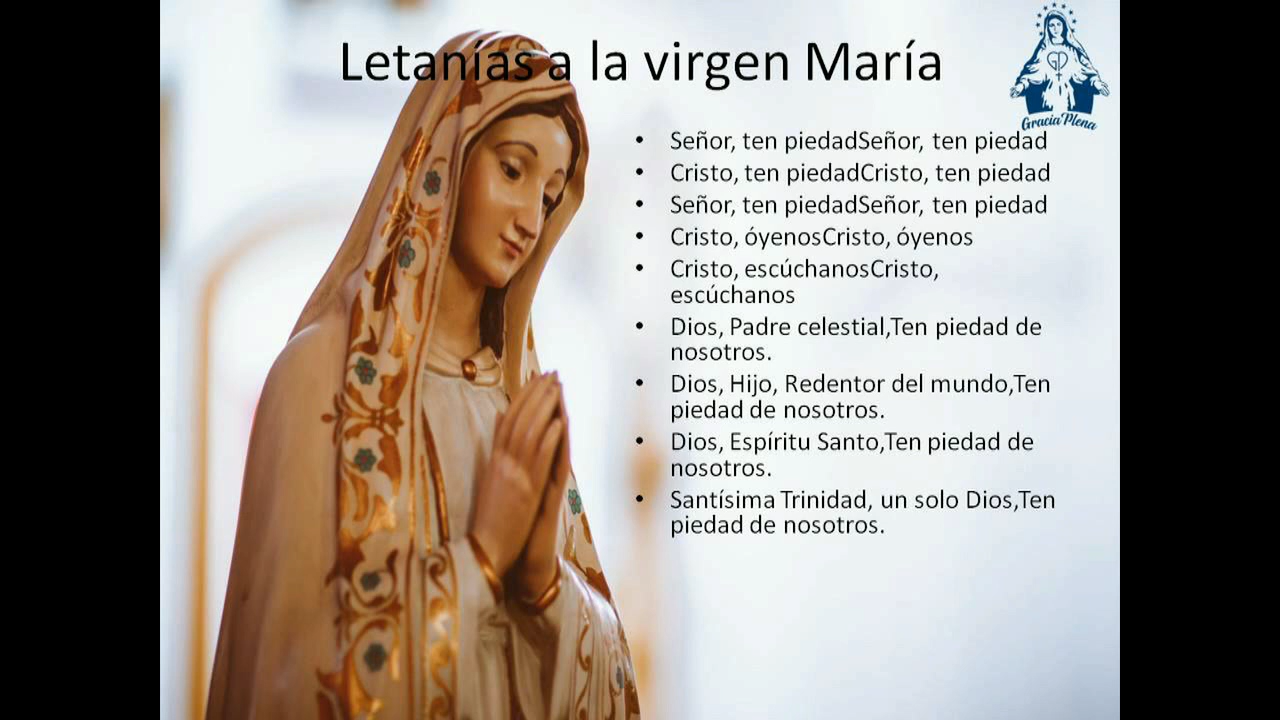 Letanías a la virgen María
Gracia Plena
• Señor, ten piedadSeñor, ten piedad
• Cristo, ten piedadCristo, ten piedad
• Señor, ten piedadSeñor, ten piedad
• Cristo, óyenosCristo, óyenos
• Cristo, escúchanosCristo,
escúchanos
• Dios, Padre celestial,Ten piedad de
nosotros.
• Dios, Hijo, Redentor del mundo,Ten
piedad de nosotros.
• Dios, Espíritu Santo,Ten piedad de
nosotros.
• Santísima Trinidad, un solo Dios,Ten
piedad de nosotros.